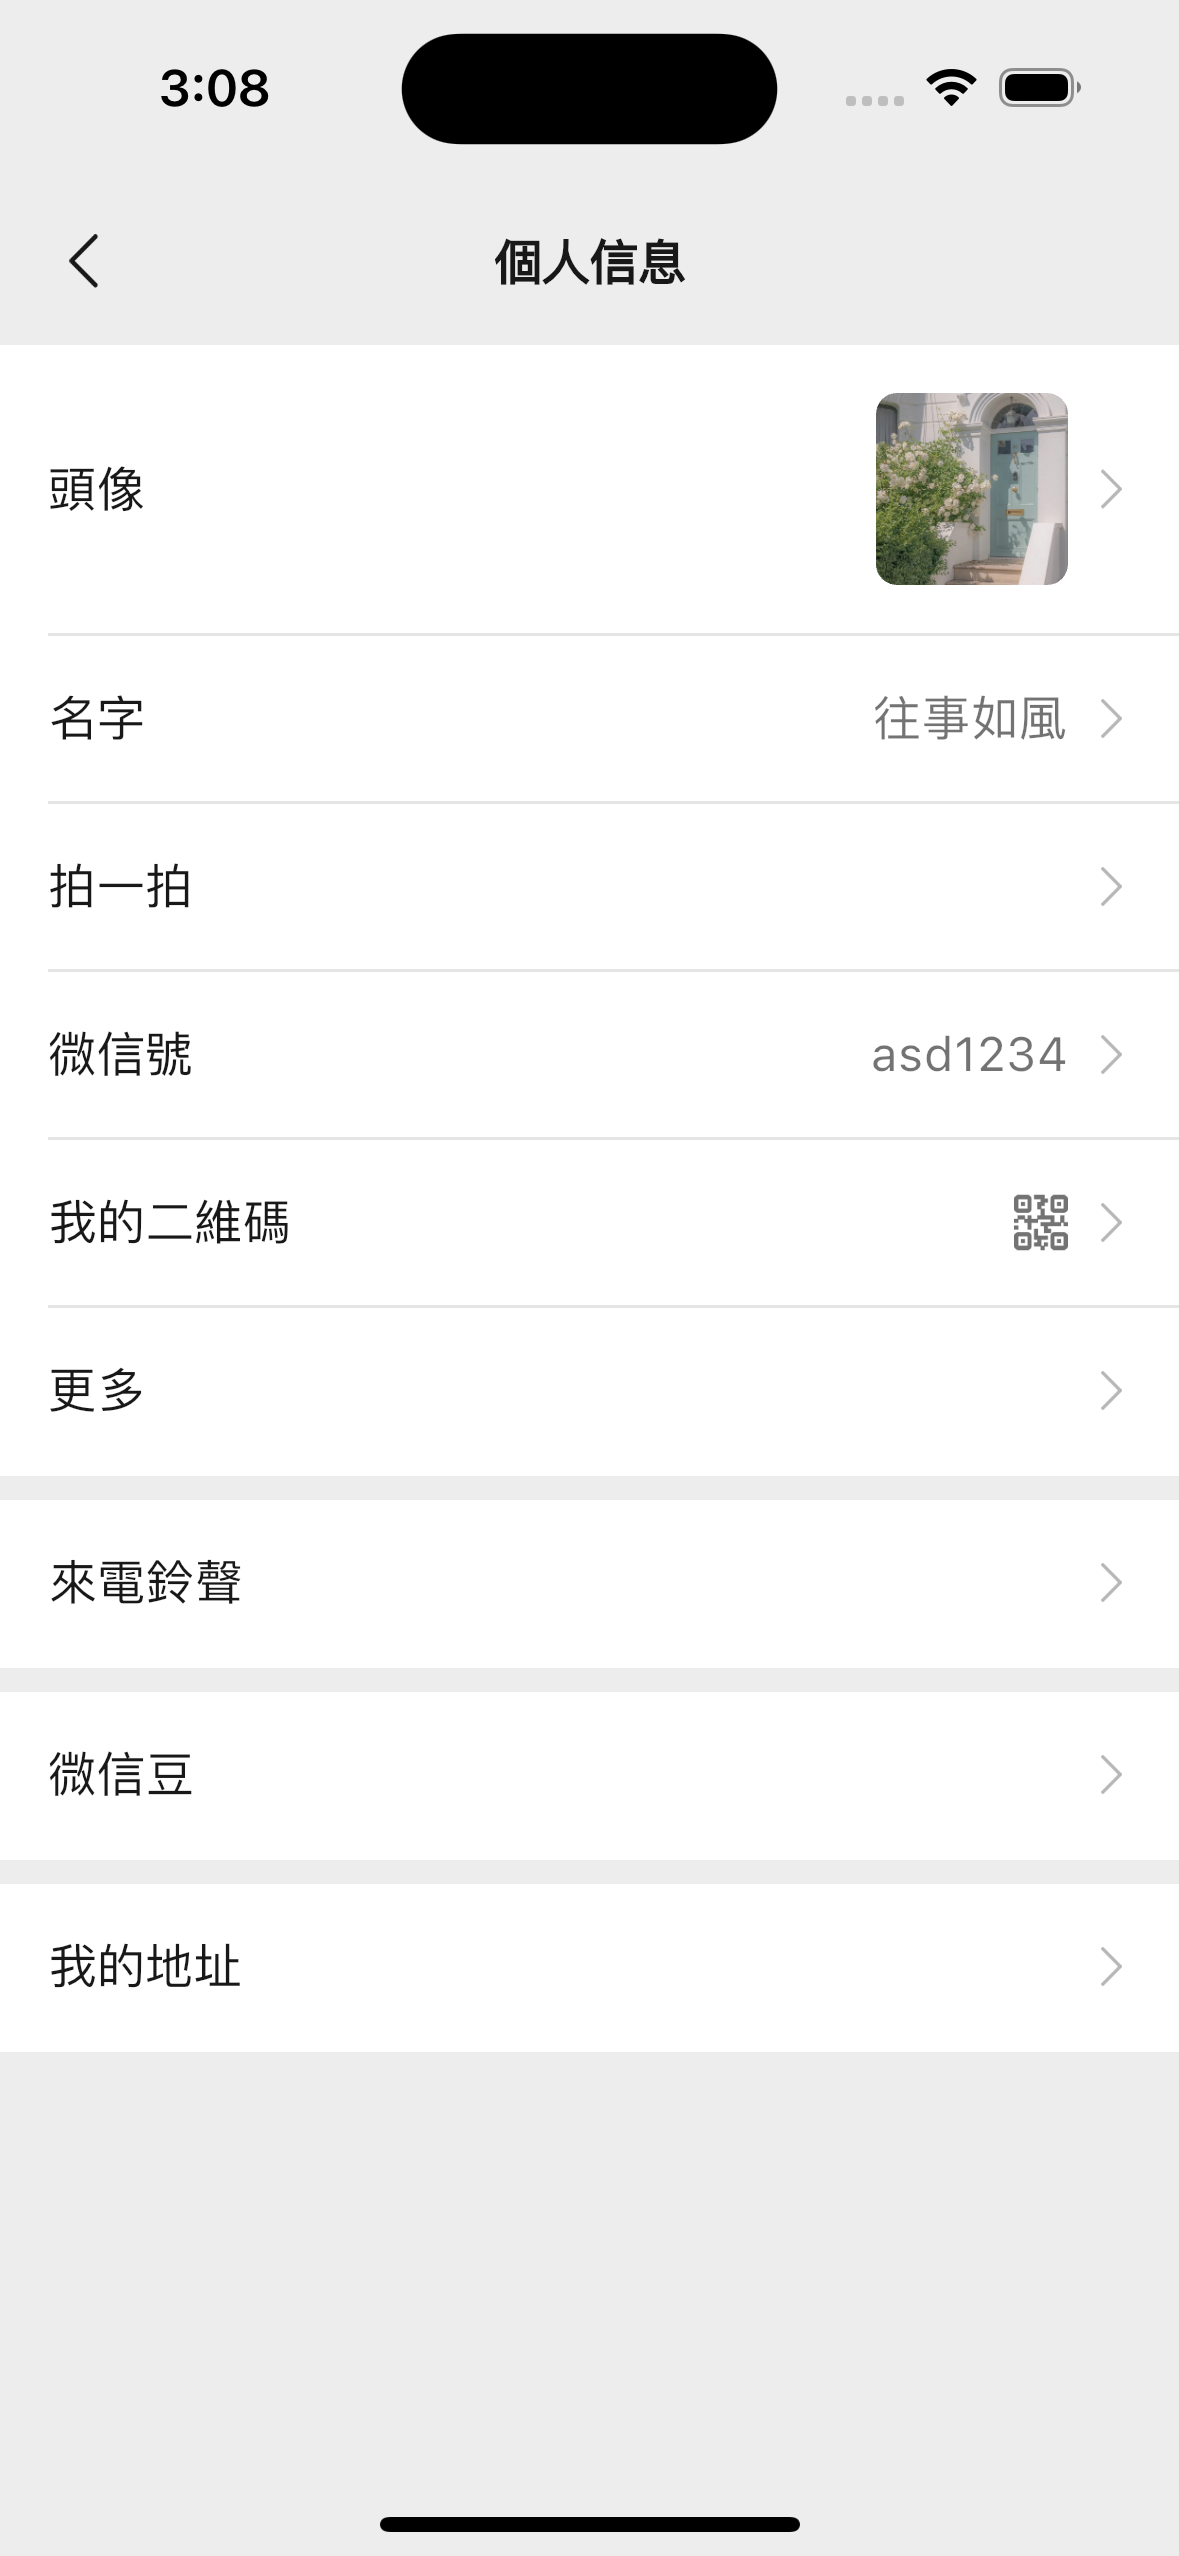 3:08
個人信息
頭像
名字 往事如風
拍一拍
微信號 asd1234
我的二維碼
更多
來電鈴聲
微信豆
我的地址